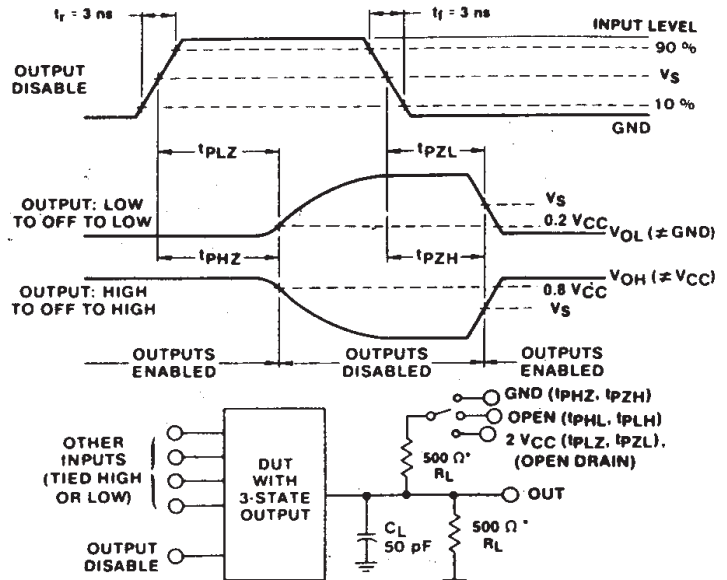 tr = 3 ns
tf = 3 ns
INPUT LEVEL
90 %
OUTPUT
DISABLE
VS
10 %
GND
tPLZ
tPZL
OUTPUT: LOW
TO OFF TO LOW
VS
0.2 VCC
VOL (≠ GND)
tPHZ
tPZH
OUTPUT: HIGH
TO OFF TO HIGH
VOH (≠ VCC)
0.8 VCC
VS
OUTPUTS
ENABLED
OUTPUTS
DISABLED
OUTPUTS
ENABLED
GND (tPHZ, tPZH)
OPEN (tPHL, tPLH)
2 VCC (tPLZ, tPZL),
(OPEN DRAIN)
OTHER
INPUTS
(TIED HIGH
OR LOW)
DUT
WITH
3-STATE
OUTPUT
500 Ω*
RL
OUT
CL
50 pF
500 Ω*
RL
OUTPUT
DISABLE